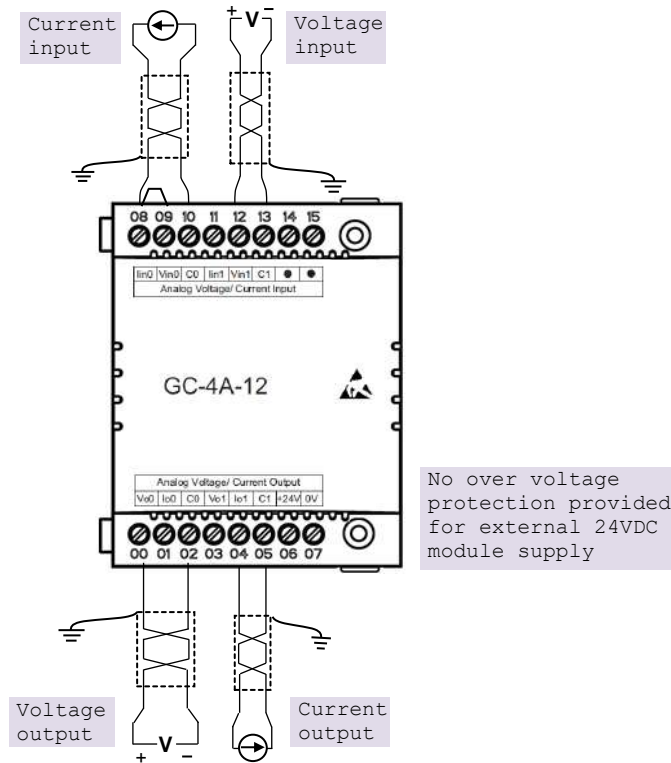 Current
input
+ V −
Voltage
input
08 09 10 11 12 13 14 15
Iin0 Vin0 C0 Iin1 Vin1 C1 ● ●
Analog Voltage/ Current Input
GC-4A-12
Analog Voltage/ Current Output
Vo0 Io0 C0 Vo1 Io1 C1 +24V 0V
00 01 02 03 04 05 06 07
No over voltage
protection provided
for external 24VDC
module supply
Voltage
output
+ V −
Current
output